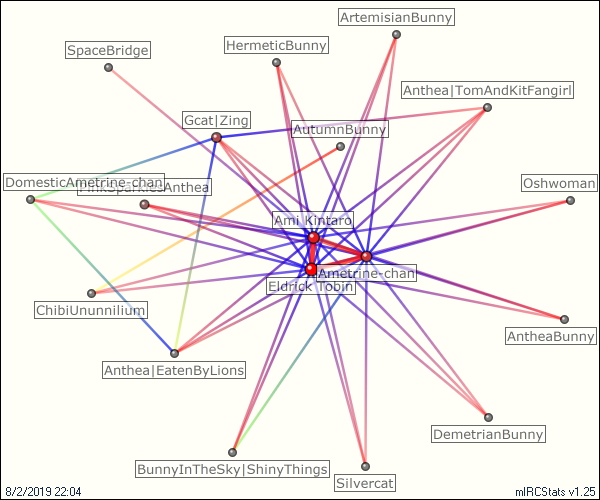 ArtemisianBunny
HermeticBunny
SpaceBridge
Anthea|TomAndKitFangirl
Gcat|Zing
AutumnBunny
DomesticAmetrine-chan
Oshwoman
Ami Kintaro
Ametrine-chan
Eldrick Tobin
ChibiUnunnilium
AntheaBunny
Anthea|EatenByLions
DemetrianBunny
BunnyInTheSky|ShinyThings
Silvercat
8/2/2019 22:04
mIRCStats v1.25